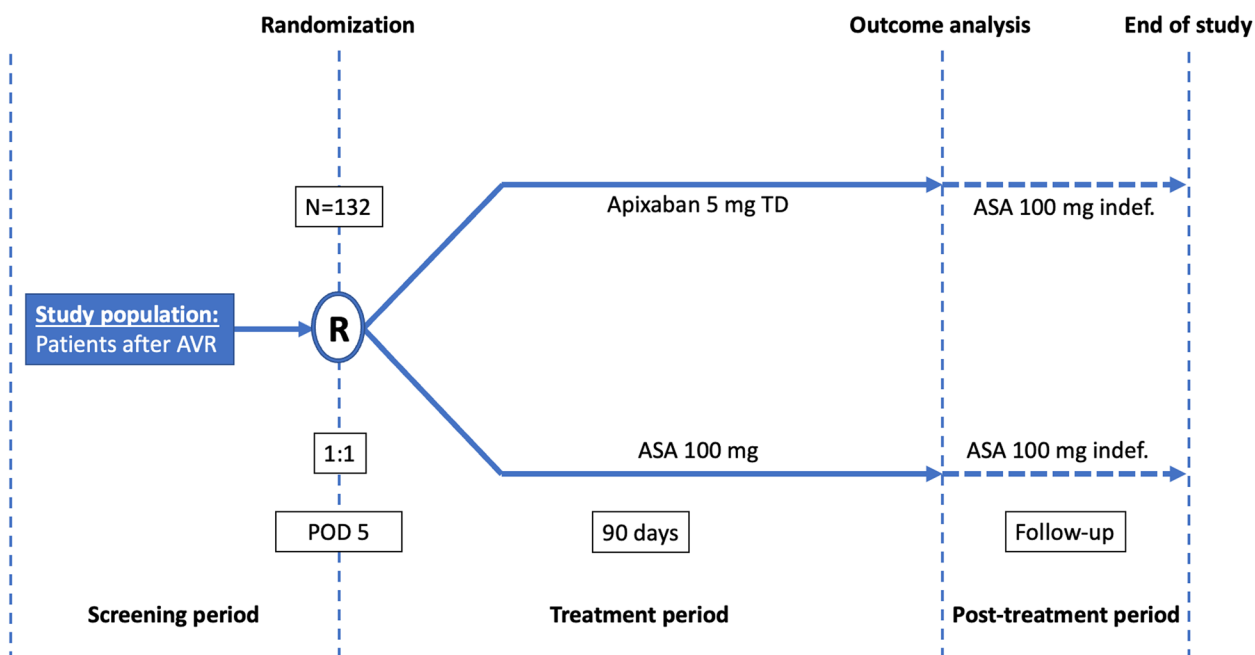 Randomization
Outcome analysis
End of study
N=132
Apixaban 5 mg TD
ASA 100 mg indef.
Study population:
Patients after AVR
R
1:1
ASA 100 mg
ASA 100 mg indef.
POD 5
90 days
Follow-up
Screening period
Treatment period
Post-treatment period